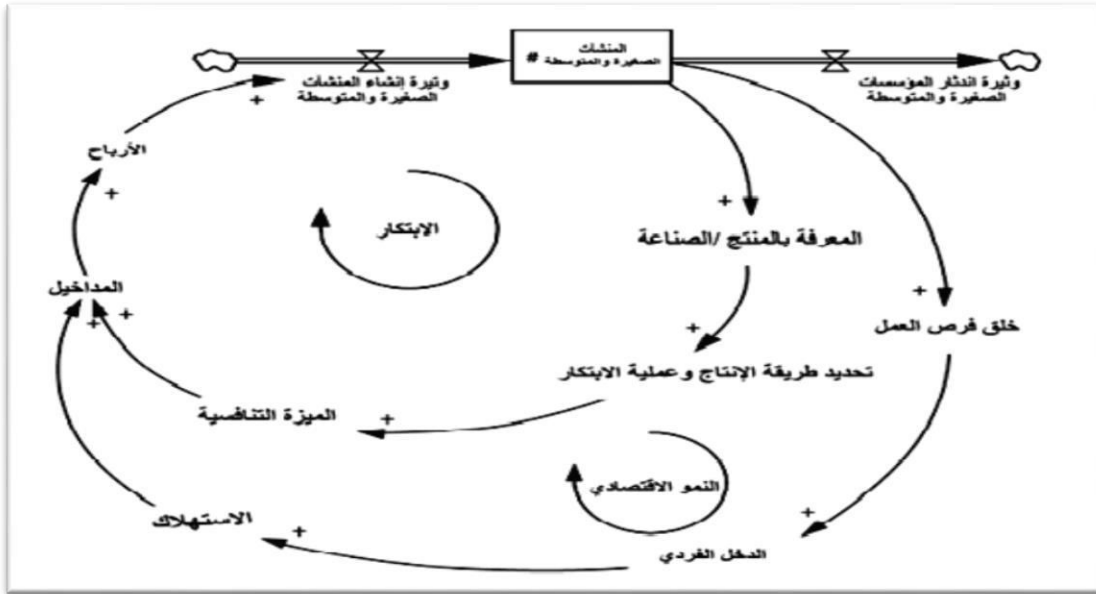 المنشآت
# الصغيرة والمتوسطة
وتيرة إنشاء المنشآت
الصغيرة والمتوسطة
وتيرة اندثار المؤسسات
الصغيرة والمتوسطة
+
الأرباح
+
الابتكار
+
المعرفة بالمنتج /الصناعة
المداخيل
+
+
+
خلق فرص العمل
+
تحديد طريقة الإنتاج وعملية الابتكار
الميزة التنافسية
+
النمو الاقتصادي
الاستهلاك
+
+
الدخل الفردي